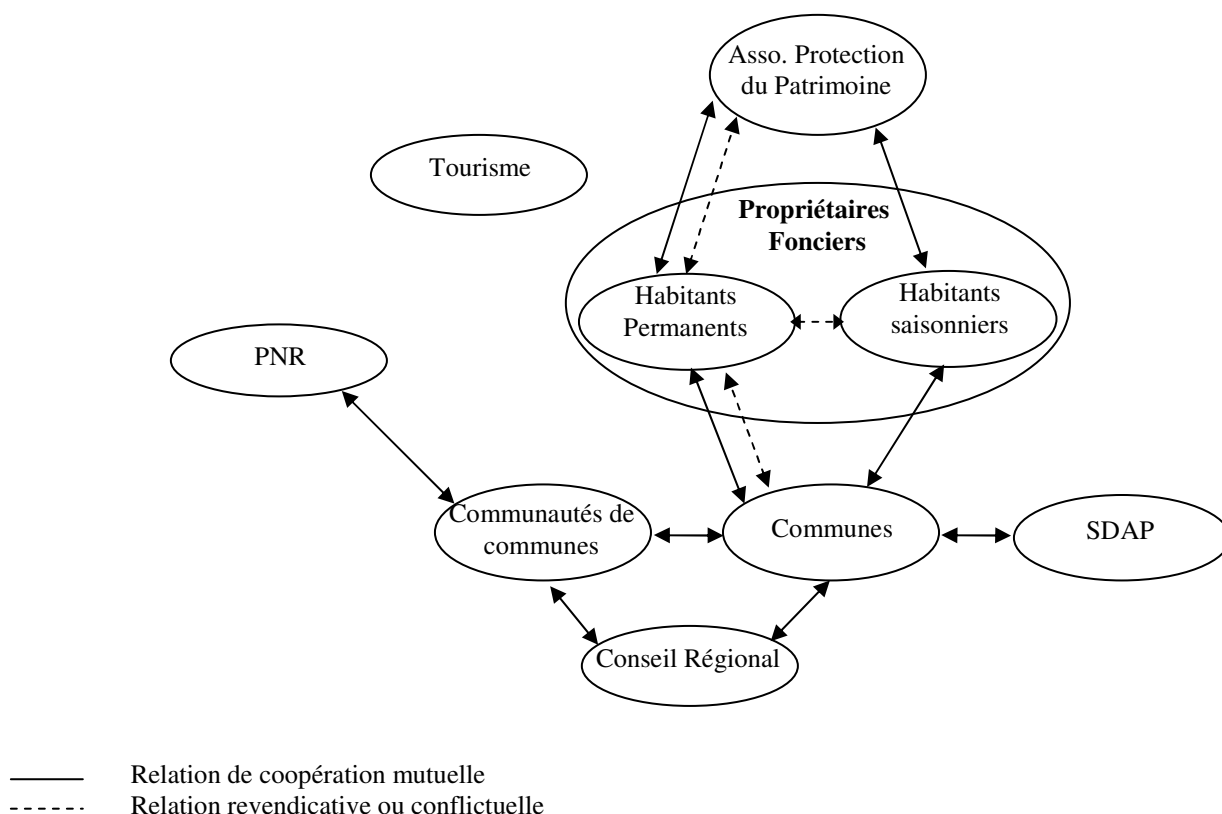 Asso. Protection
du Patrimoine
Tourisme
Propriétaires
Fonciers
Habitants
Permanents
Habitants
saisonniers
PNR
Communautés de
communes
Communes
SDAP
Conseil Régional
Relation de coopération mutuelle
Relation revendicative ou conflictuelle